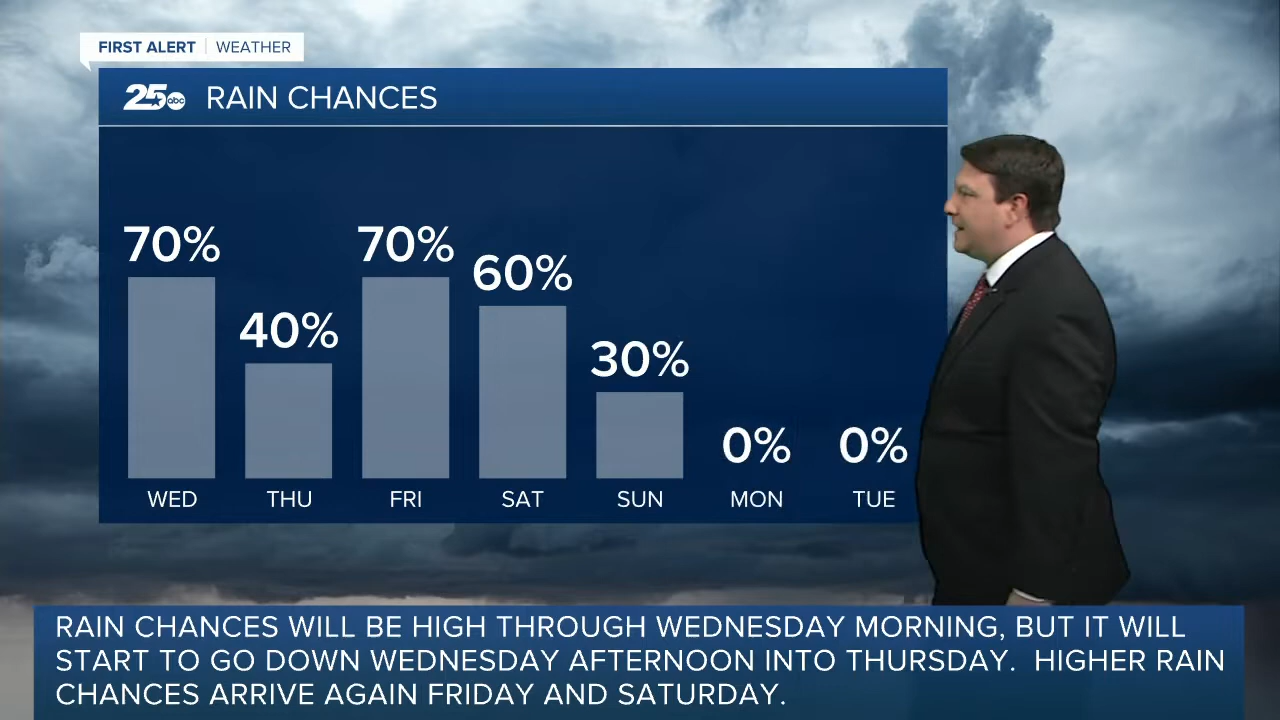 FIRST ALERT | WEATHER
25 abc RAIN CHANCES
70% 40% 70% 60% 30% 0% 0%
WED THU FRI SAT SUN MON TUE
RAIN CHANCES WILL BE HIGH THROUGH WEDNESDAY MORNING, BUT IT WILL
START TO GO DOWN WEDNESDAY AFTERNOON INTO THURSDAY. HIGHER RAIN
CHANCES ARRIVE AGAIN FRIDAY AND SATURDAY.